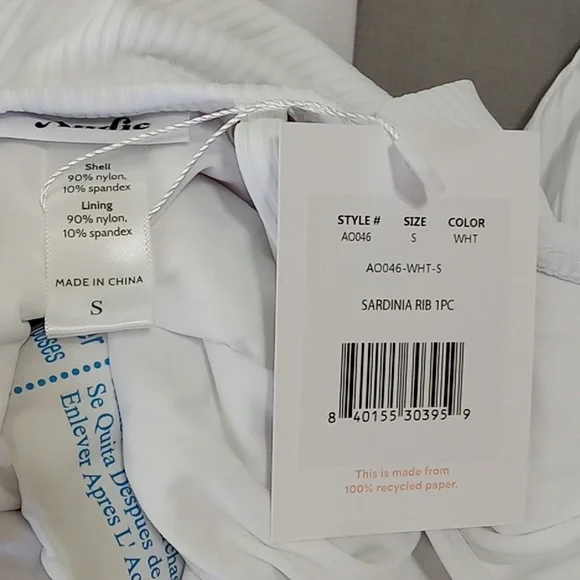 Andie
Shell
90% nylon,
10% spandex
Lining
90% nylon,
10% spandex
MADE IN CHINA
S
STYLE # SIZE COLOR
AO046 S WHT
AO046-WHT-S
SARDINIA RIB 1PC
8 40155 30395 9
This is made from
100% recycled paper.
Se Quita Despues de
Enlever Apres L'